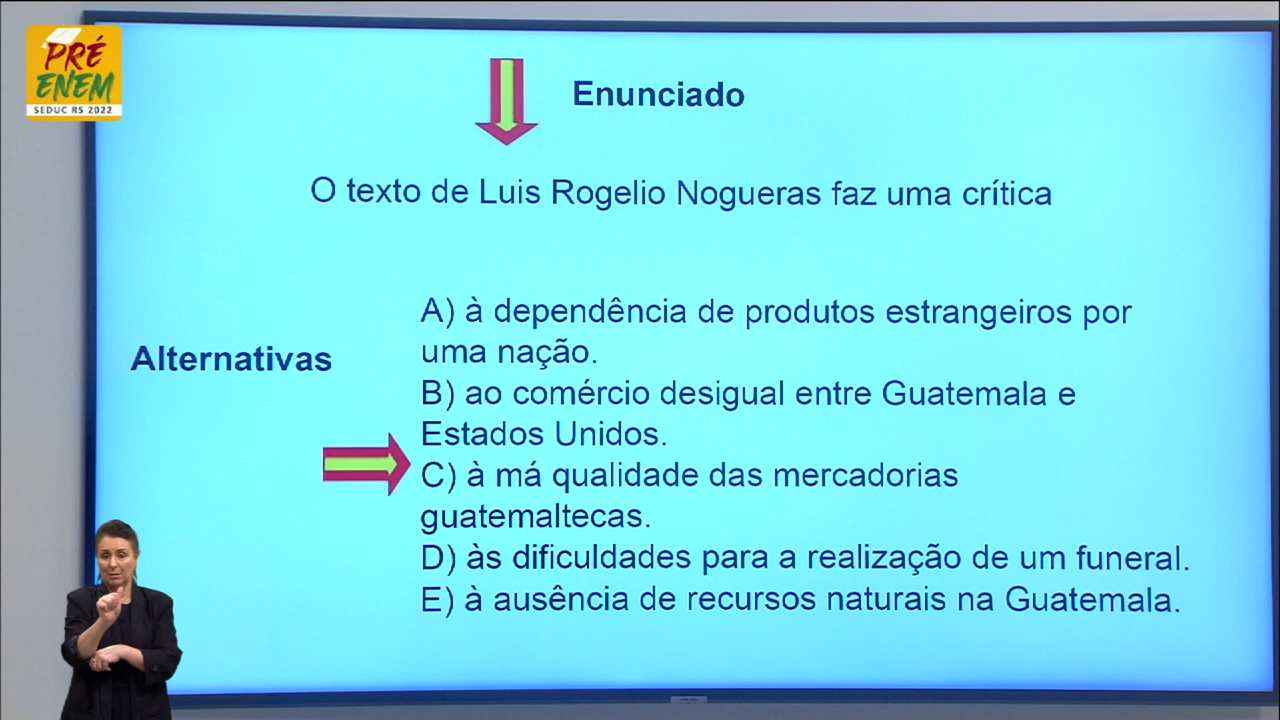 PRÉ
ENEM
SEDUC RS 2022
Enunciado
O texto de Luis Rogelio Nogueras faz uma crítica
Alternativas
A) à dependência de produtos estrangeiros por
uma nação.
B) ao comércio desigual entre Guatemala e
Estados Unidos.
C) à má qualidade das mercadorias
guatemaltecas.
D) às dificuldades para a realização de um funeral.
E) à ausência de recursos naturais na Guatemala.